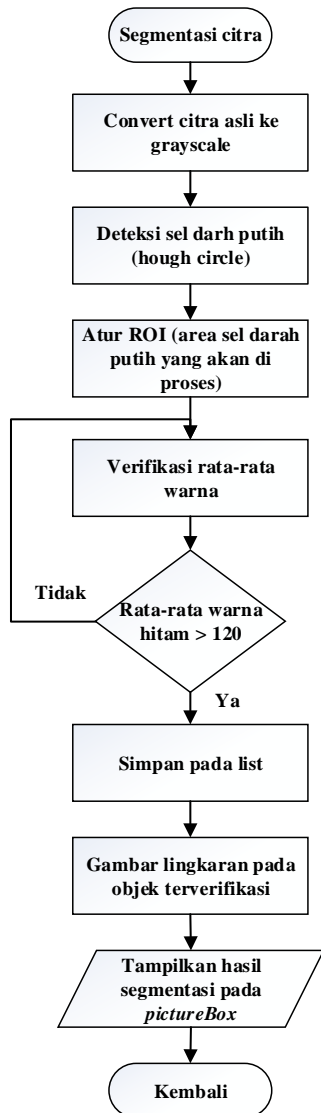 Segmentasi citra
Convert citra asli ke
grayscale
Deteksi sel darh putih
(hough circle)
Atur ROI (area sel darah
putih yang akan di
proses)
Verifikasi rata-rata
warna
Tidak
Rata-rata warna
hitam > 120
Ya
Simpan pada list
Gambar lingkaran pada
objek terverifikasi
Tampilkan hasil
segmentasi pada
pictureBox
Kembali